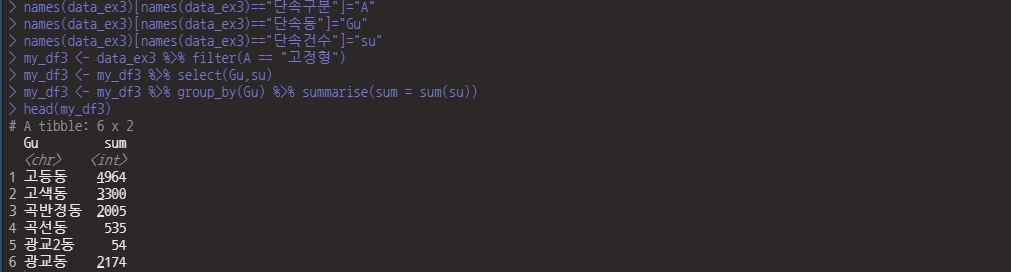 > names(data_ex3)[names(data_ex3)=="단속구분"]="A"
> names(data_ex3)[names(data_ex3)=="단속동"]="Gu"
> names(data_ex3)[names(data_ex3)=="단속건수"]="su"
> my_df3 <- data_ex3 %>% filter(A == "고정형")
> my_df3 <- my_df3 %>% select(Gu,su)
> my_df3 <- my_df3 %>% group_by(Gu) %>% summarise(sum = sum(su))
> head(my_df3)
# A tibble: 6 x 2
Gu sum
<chr> <int>
1 고등동 4964
2 고색동 3300
3 곡반정동 2005
4 곡선동 535
5 광교2동 54
6 광교동 2174